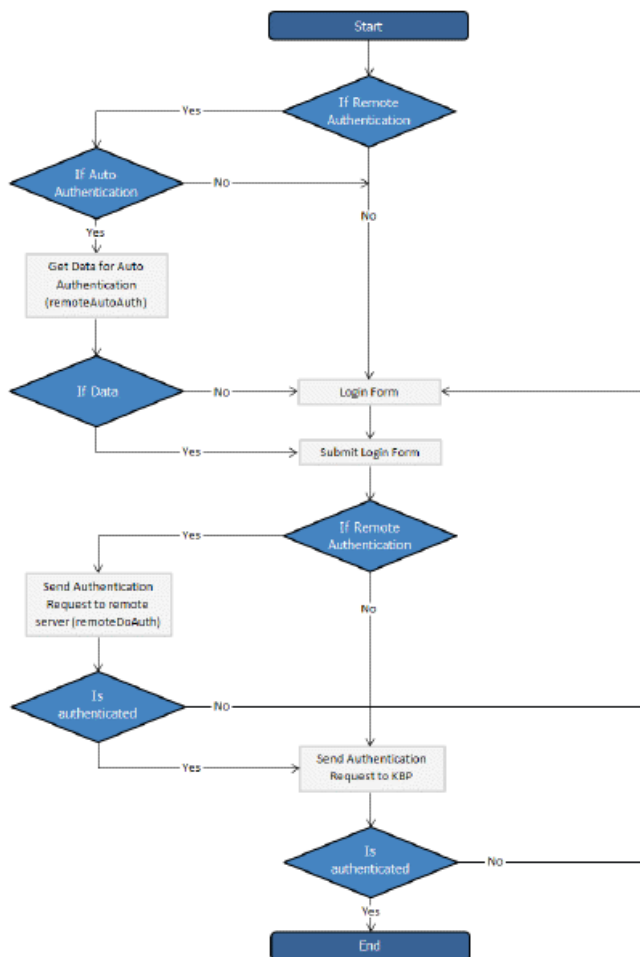 Start
If Remote
Authentication
Yes
If Auto
Authentication
No
No
Yes
Get Data for Auto
Authentication
(remoteAutoAuth)
If Data
No
Login Form
Yes
Submit Login Form
If Remote
Authentication
Yes
Send Authentication
Request to remote
server (remoteDoAuth)
No
Is
authenticated
No
Yes
Send Authentication
Request to KBP
Is
authenticated
No
Yes
End